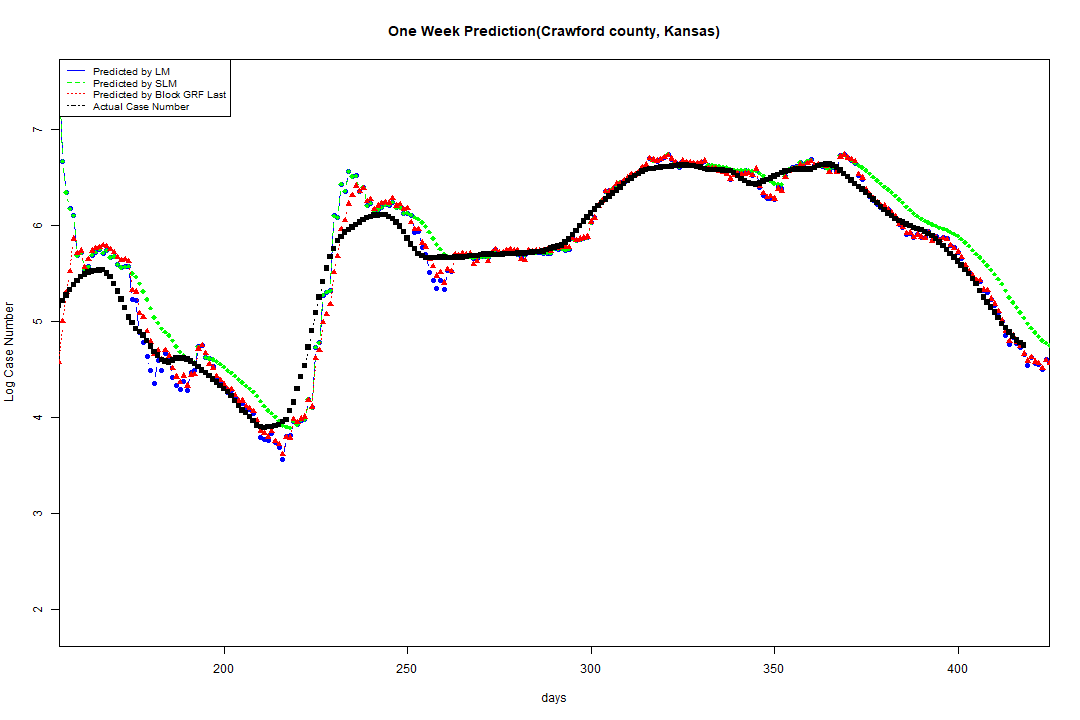 One Week Prediction(Crawford county, Kansas)
Predicted by LM
Predicted by SLM
Predicted by Block GRF Last
Actual Case Number
7
6
5
4
3
2
Log Case Number
200 250 300 350 400
days